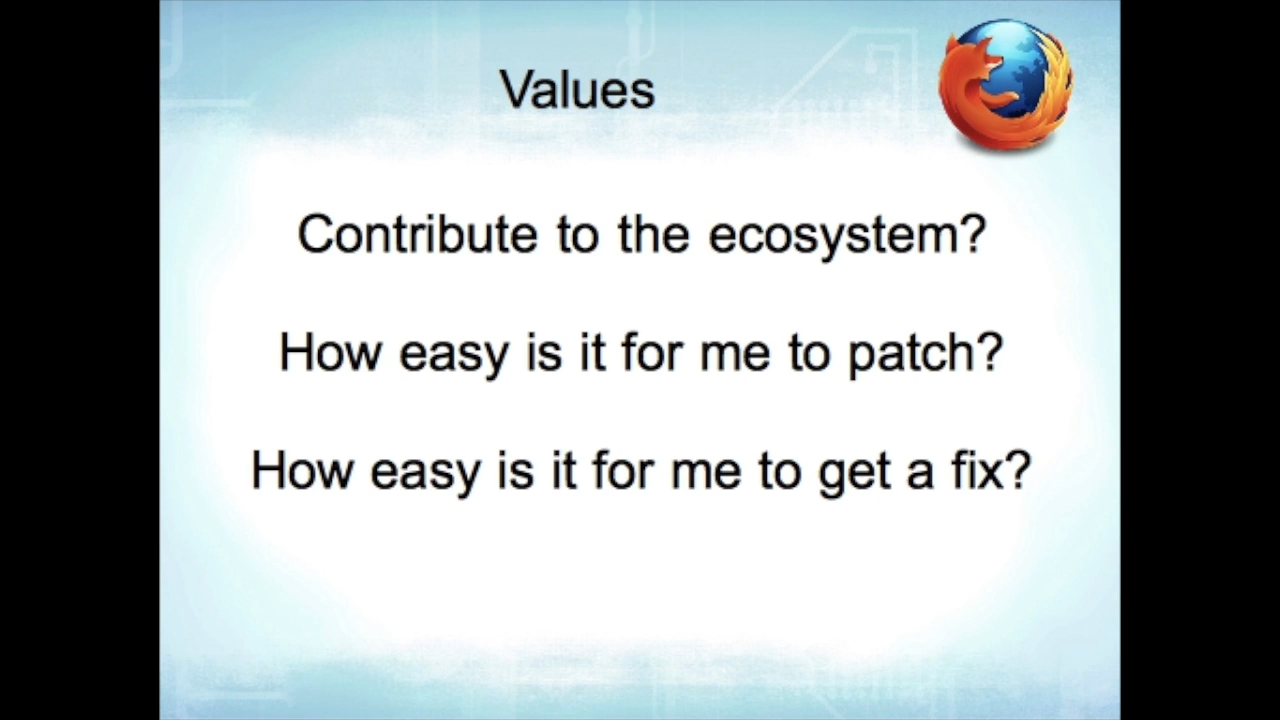 Values
Contribute to the ecosystem?
How easy is it for me to patch?
How easy is it for me to get a fix?